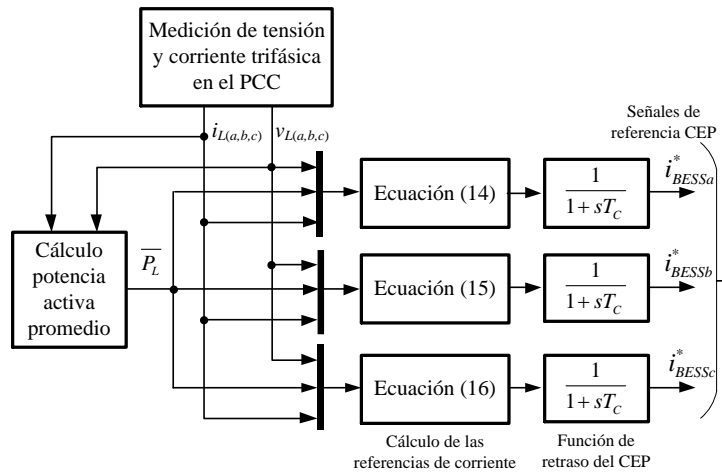 Medición de tensión
y corriente trifásica
en el PCC
i_{L(a,b,c)}
v_{L(a,b,c)}
Señales de
referencia CEP
Ecuación (14)
1
1+sT_C
i^*_{BESSa}
Cálculo
potencia
activa
promedio
\overline{P_L}
Ecuación (15)
1
1+sT_C
i^*_{BESSb}
Ecuación (16)
1
1+sT_C
i^*_{BESSc}
Cálculo de las
referencias de corriente
Función de
retraso del CEP